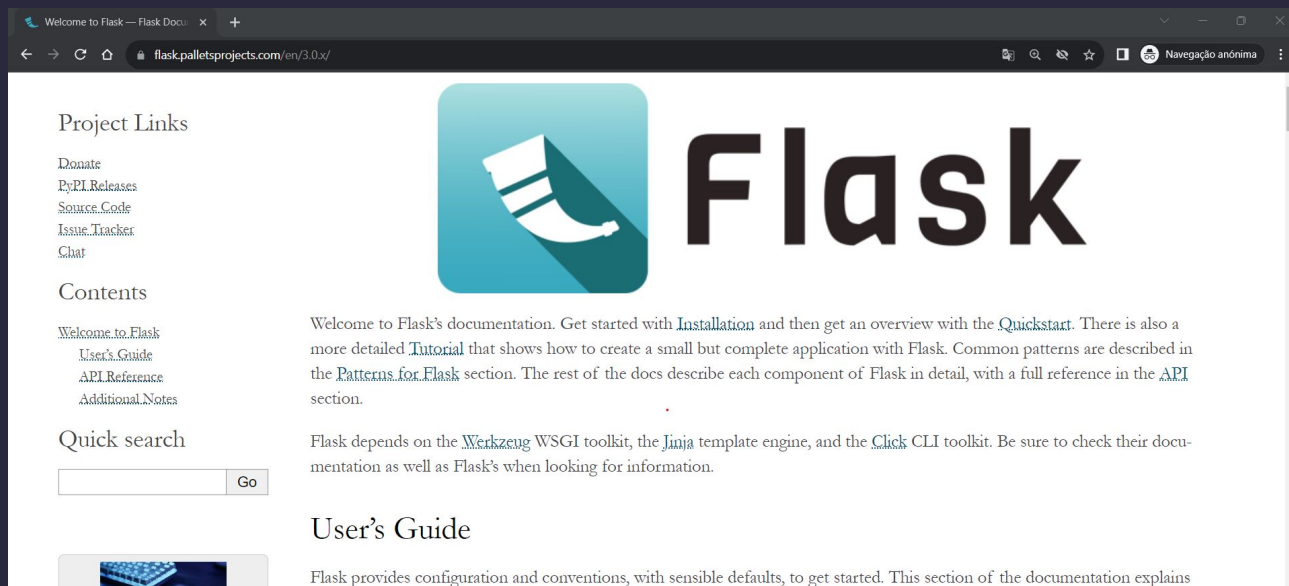 Welcome to Flask — Flask Docu
flask.palletsprojects.com/en/3.0.x/
Navegação anónima
Project Links
Donate
PyPI Releases
Source Code
Issue Tracker
Chat
Contents
Welcome to Flask
User's Guide
API Reference
Additional Notes
Quick search
Go
Flask
Welcome to Flask's documentation. Get started with Installation and then get an overview with the Quickstart. There is also a
more detailed Tutorial that shows how to create a small but complete application with Flask. Common patterns are described in
the Patterns for Flask section. The rest of the docs describe each component of Flask in detail, with a full reference in the API
section.
Flask depends on the Werkzeug WSGI toolkit, the Jinja template engine, and the Click CLI toolkit. Be sure to check their docu-
mentation as well as Flask's when looking for information.
User's Guide
Flask provides configuration and conventions, with sensible defaults, to get started. This section of the documentation explains